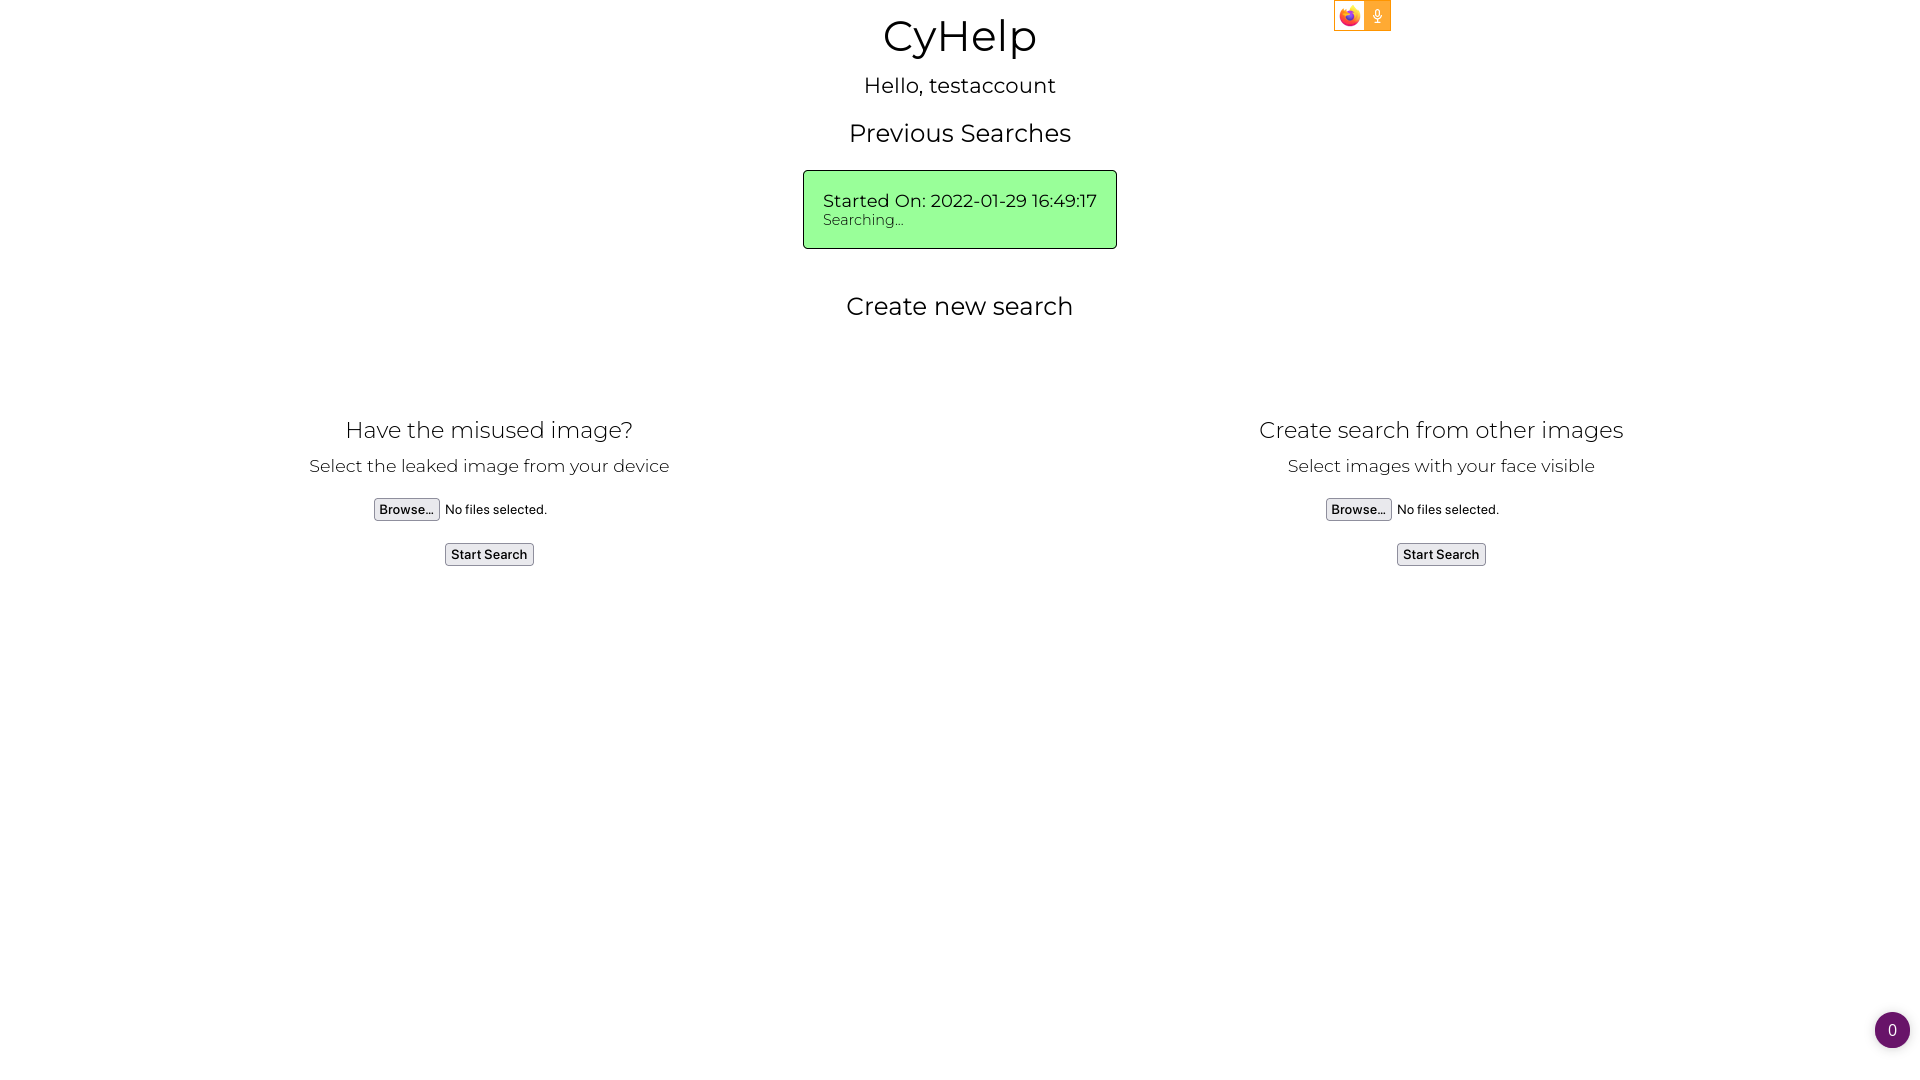 CyHelp
Hello, testaccount
Previous Searches
Started On: 2022-01-29 16:49:17
Searching...
Create new search
Have the misused image?
Select the leaked image from your device
Browse... No files selected.
Start Search
Create search from other images
Select images with your face visible
Browse... No files selected.
Start Search
0